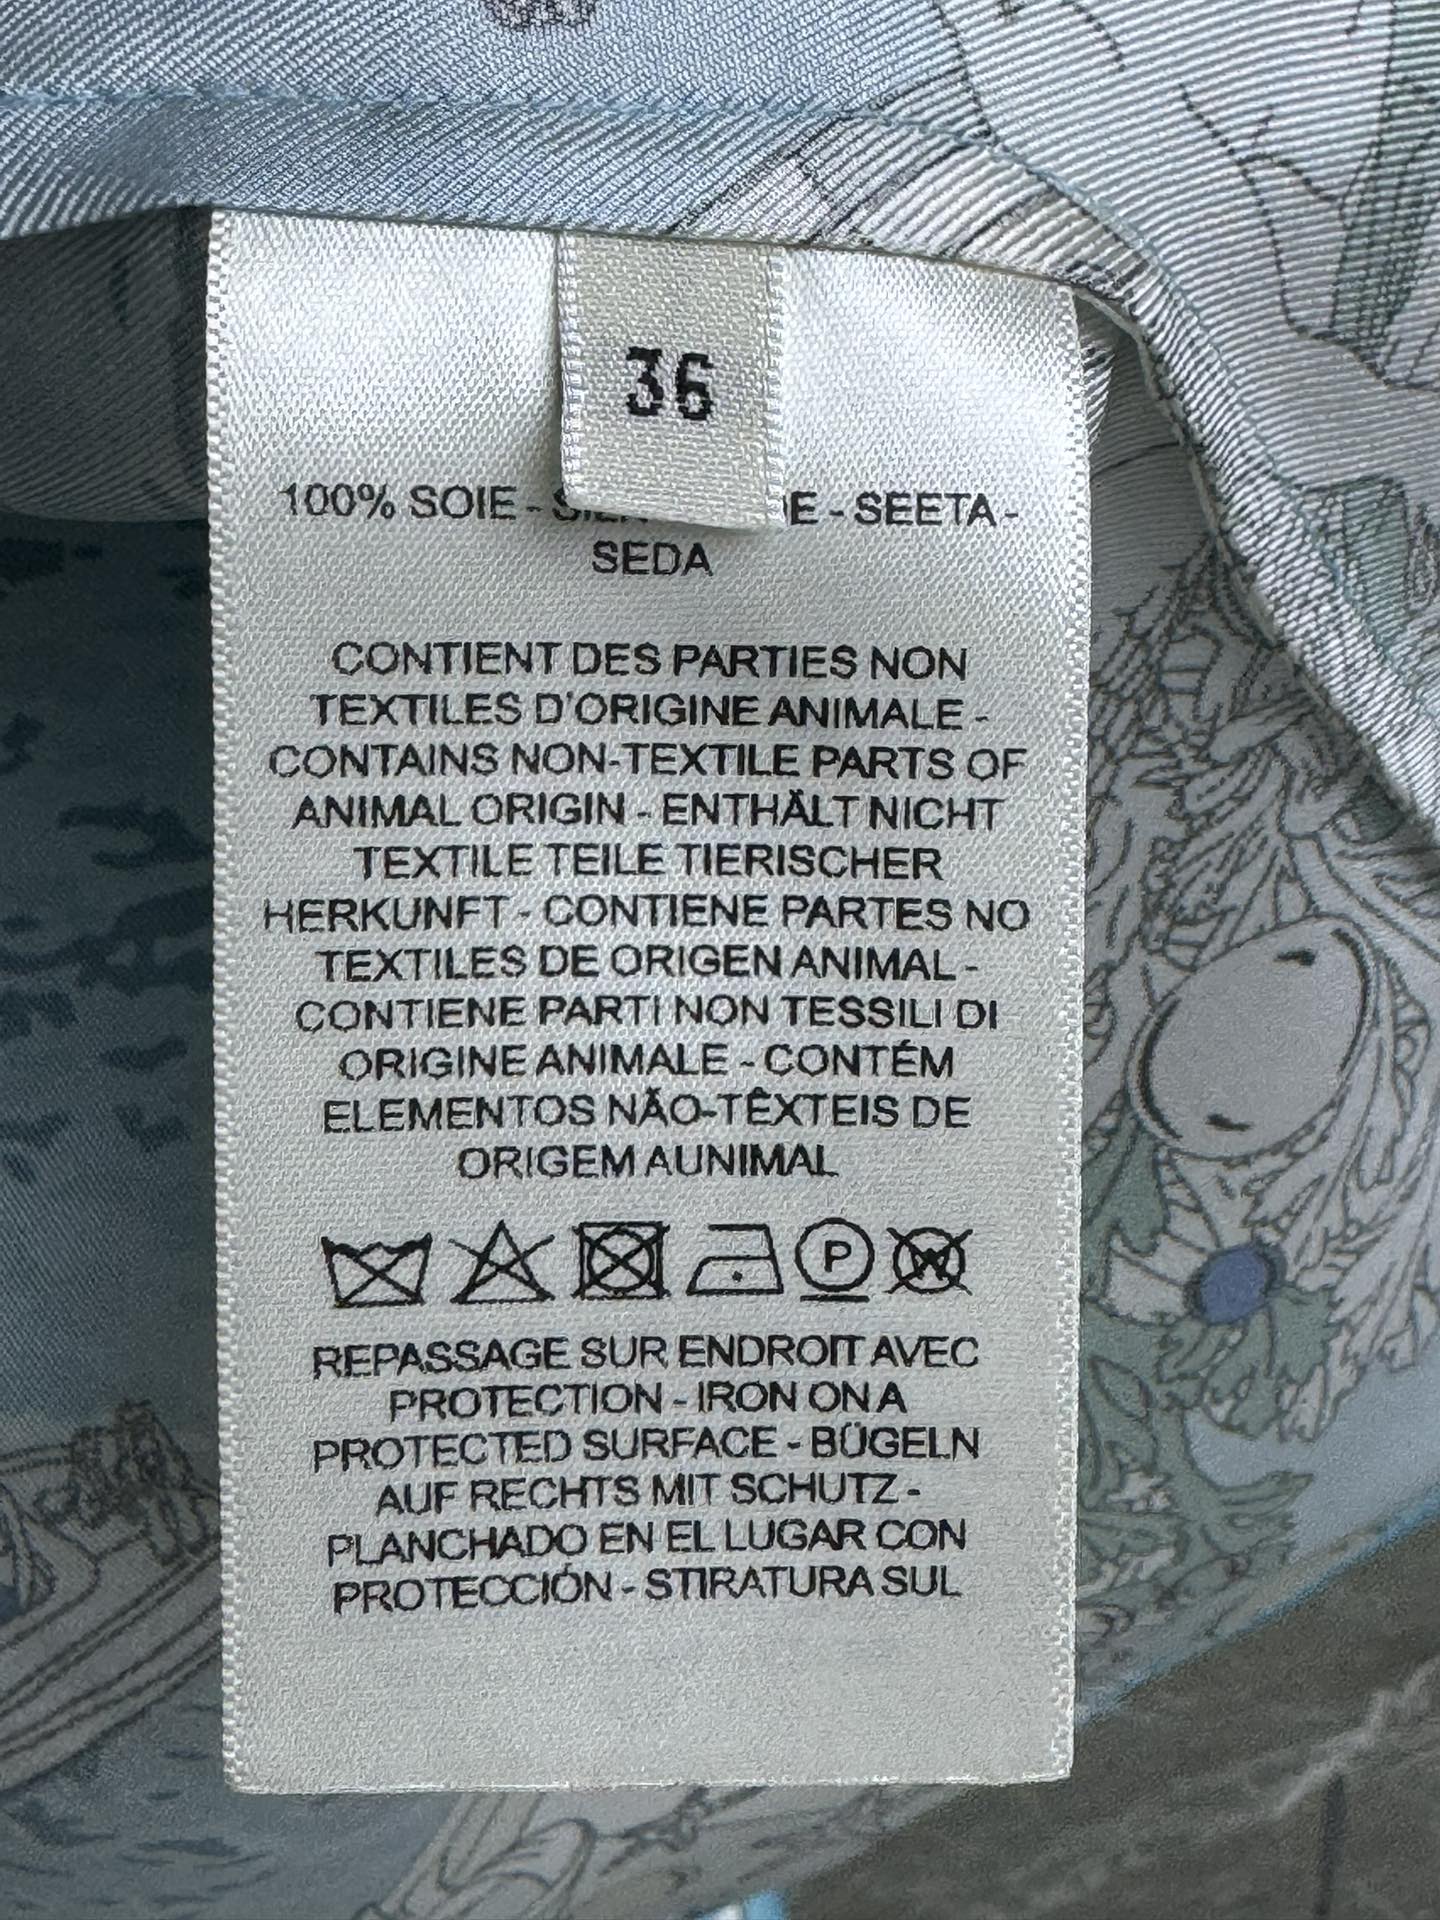 36
100% SOIE - - SEETA -
SEDA
CONTIENT DES PARTIES NON
TEXTILES D'ORIGINE ANIMALE -
CONTAINS NON-TEXTILE PARTS OF
ANIMAL ORIGIN - ENTHÄLT NICHT
TEXTILE TEILE TIERISCHER
HERKUNFT - CONTIENE PARTES NO
TEXTILES DE ORIGEN ANIMAL -
CONTIENE PARTI NON TESSILI DI
ORIGINE ANIMALE - CONTÉM
ELEMENTOS NÃO-TÊXTEIS DE
ORIGEM AUNIMAL
P W
REPASSAGE SUR ENDROIT AVEC
PROTECTION - IRON ON A
PROTECTED SURFACE - BÜGELN
AUF RECHTS MIT SCHUTZ -
PLANCHADO EN EL LUGAR CON
PROTECCIÓN - STIRATURA SUL